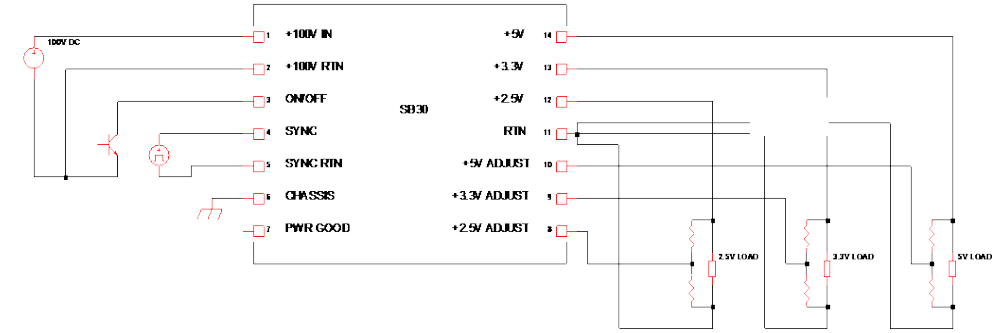 100V DC
1 +100V IN
2 +100V RTN
3 ON/OFF
4 SYNC
5 SYNC RTN
6 CHASSIS
7 PWR GOOD
SB30
+5V 14
+3.3V 13
+2.5V 12
RTN 11
+5V ADJUST 10
+3.3V ADJUST 9
+2.5V ADJUST 8
2.5V LOAD
3.3V LOAD
5V LOAD